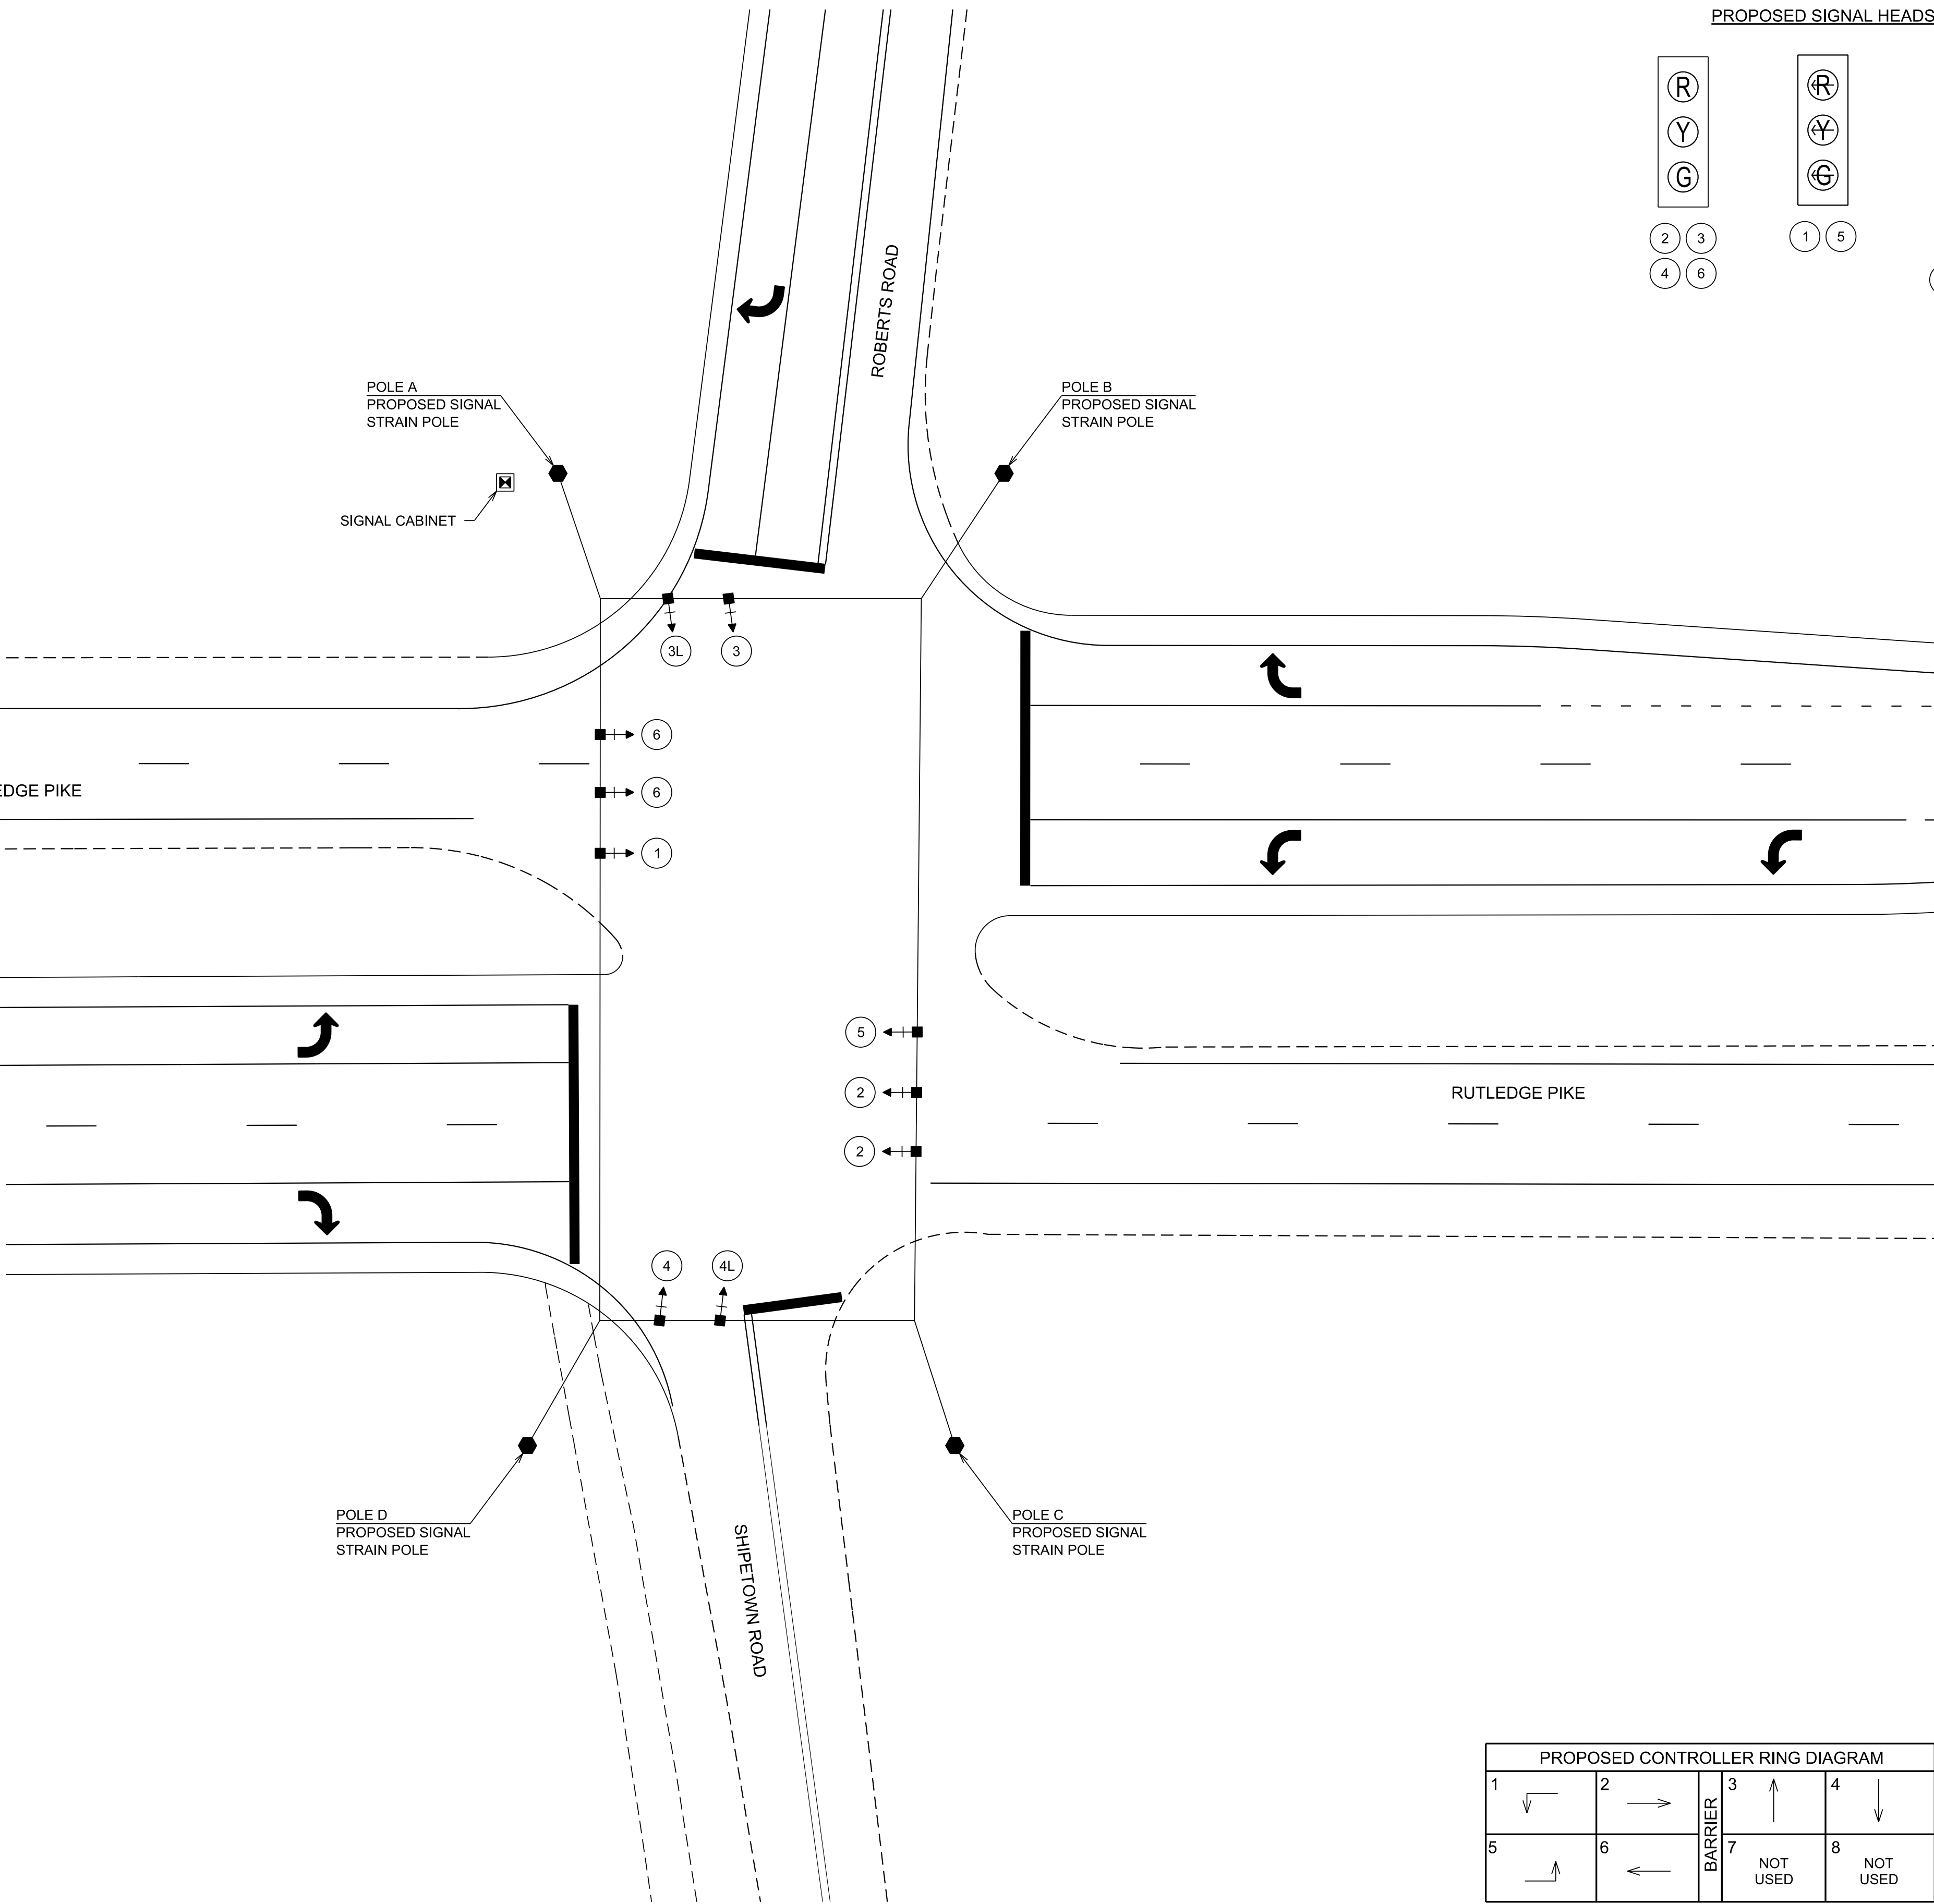 PROPOSED SIGNAL HEADS
R
Y
G
R
Y
G
2 3
4 6
1 5
ROBERTS ROAD
POLE A
PROPOSED SIGNAL
STRAIN POLE
POLE B
PROPOSED SIGNAL
STRAIN POLE
SIGNAL CABINET
3L
3
6
6
EDGE PIKE
1
5
2
RUTLEDGE PIKE
2
4
4L
POLE D
PROPOSED SIGNAL
STRAIN POLE
POLE C
PROPOSED SIGNAL
STRAIN POLE
SHIPETOWN ROAD
PROPOSED CONTROLLER RING DIAGRAM
1
2
BARRIER
3
4
5
6
7
NOT
USED
8
NOT
USED